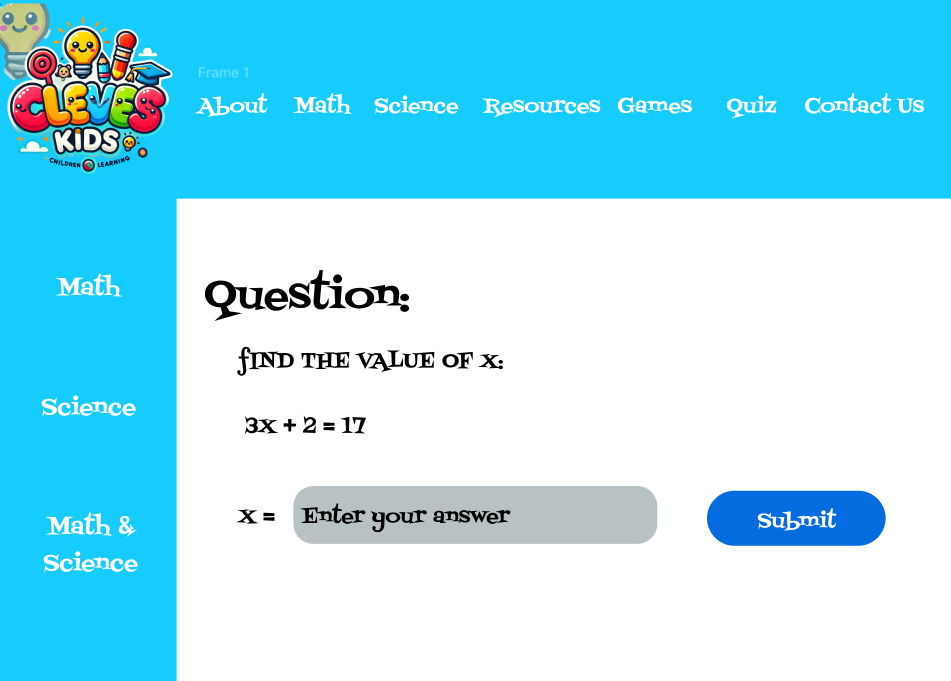 Frame 1
CLEVES
KiDS
CHILDREN LEARNING
About Math Science Resources Games Quiz Contact Us
Math
Science
Math &
Science
Question:
fIND THE VALUE OF x:
3x + 2 = 17
x = Enter your answer
Submit